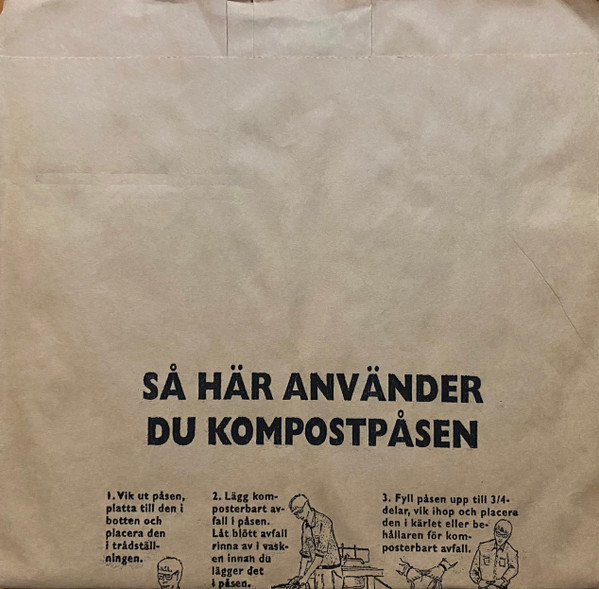 SÅ HÄR ANVÄNDER
DU KOMPOSTPÅSEN
1. Vik ut påsen,
platta till den i
botten och
placera den
i trådställ-
ningen.
2. Lägg kom-
posterbart av-
fall i påsen.
Låt blött avfall
rinna av i vask-
en innan du
lägger det
i påsen.
3. Fyll påsen upp till 3/4-
delar, vik ihop och placera
den i kärlet eller be-
hållaren för kom-
posterbart avfall.